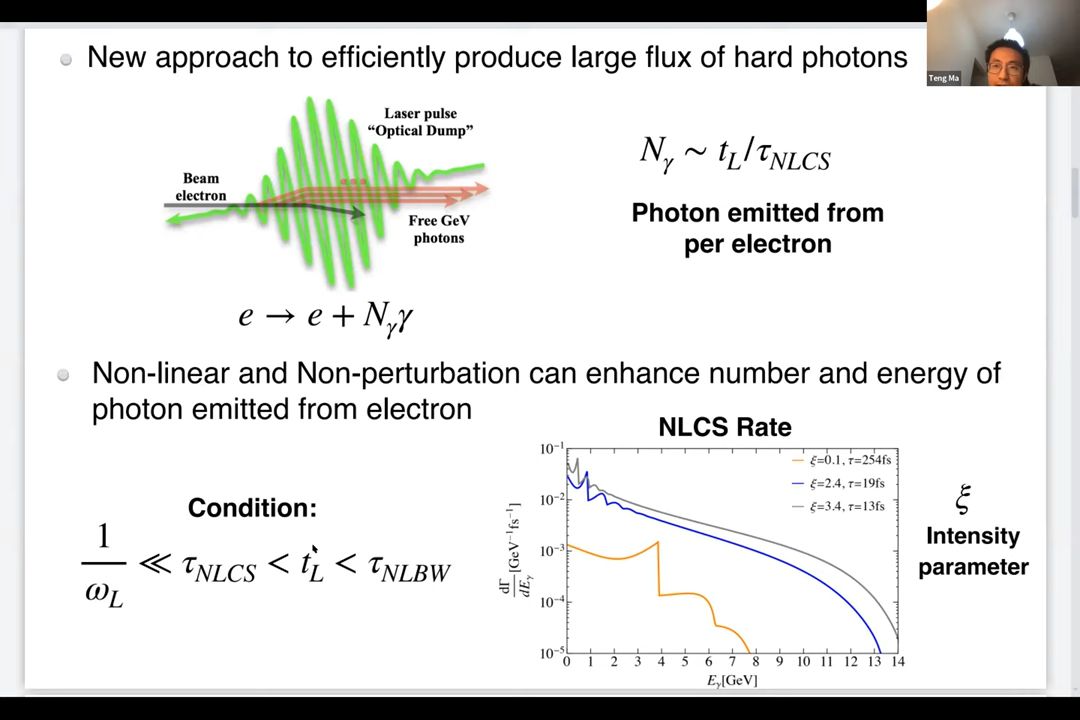 New approach to efficiently produce large flux of hard photons
Teng Ma
Laser pulse
“Optical Dump”
Beam
electron
Free GeV
photons
N_γ ~ t_L/τ_NLCS
Photon emitted from
per electron
e → e + N_γγ
Non-linear and Non-perturbation can enhance number and energy of
photon emitted from electron
Condition:
1/ω_L ≪ τ_NLCS < t_L < τ_NLBW
NLCS Rate
dΓ/dE_γ [GeV⁻¹fs⁻¹]
10⁻¹
10⁻²
10⁻³
10⁻⁴
10⁻⁵
ξ=0.1, τ=254fs
ξ=2.4, τ=19fs
ξ=3.4, τ=13fs
0 1 2 3 4 5 6 7 8 9 10 11 12 13 14
E_γ[GeV]
ξ
Intensity
parameter